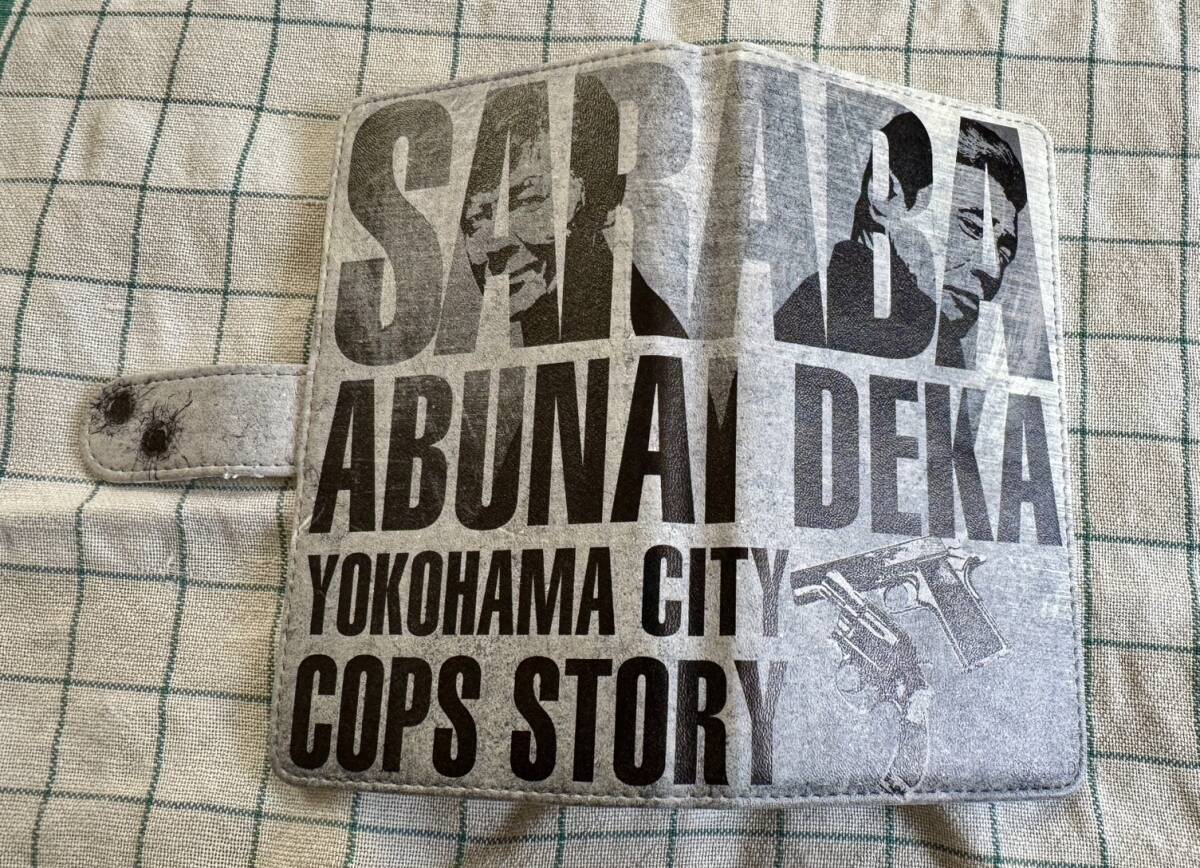 SARABA
ABUNAI DEKA
YOKOHAMA CITY
COPS STORY